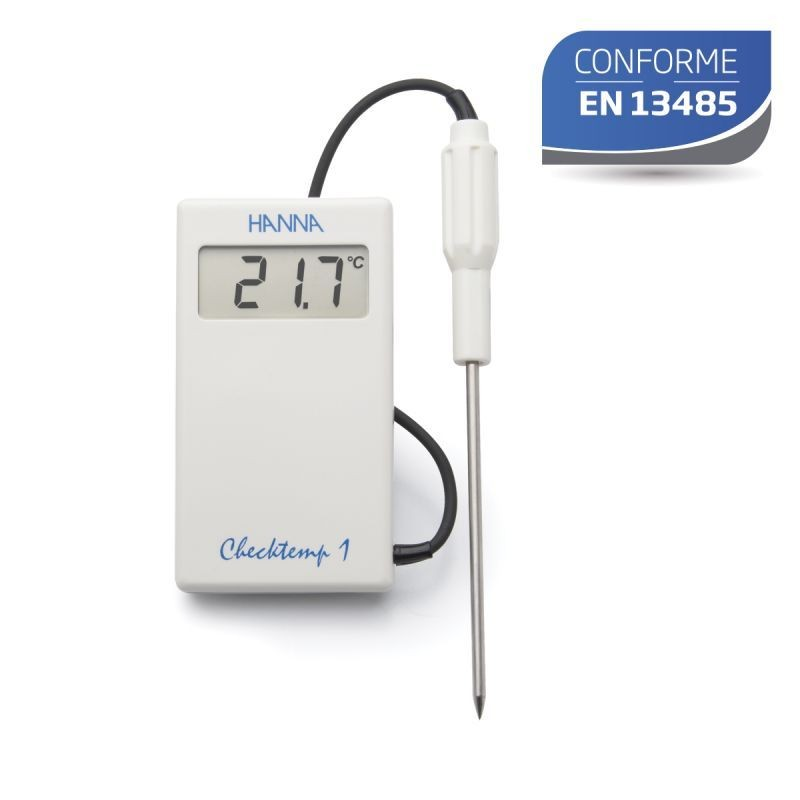 CONFORME
EN 13485
HANNA
21.7 °C
Checktemp 1